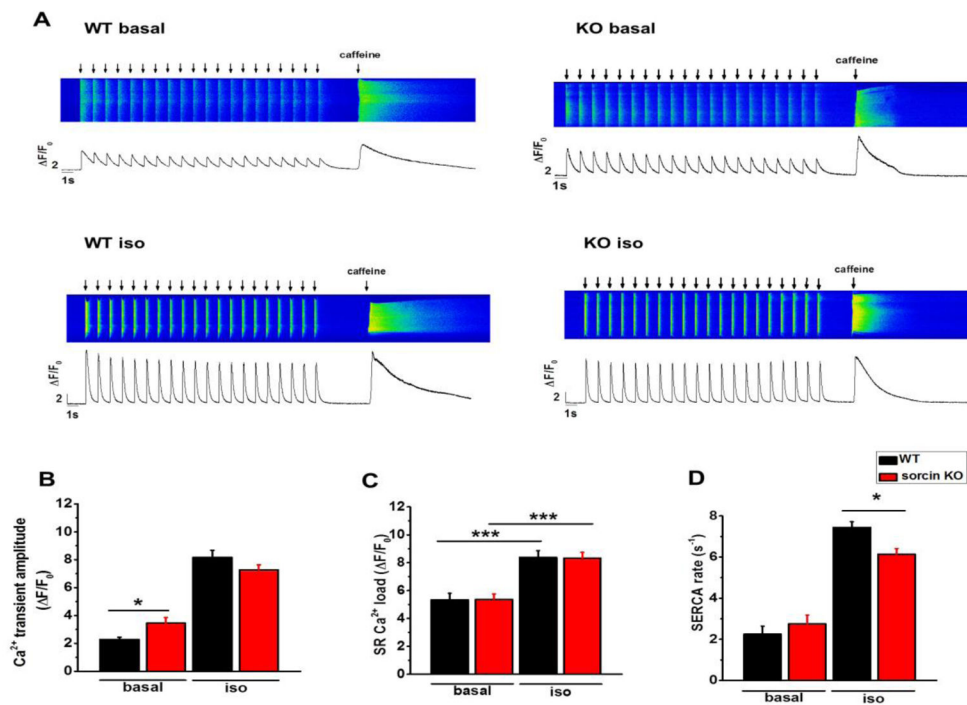 A
WT basal
caffeine
ΔF/F₀
2
1s
KO basal
caffeine
ΔF/F₀
2
1s
WT iso
caffeine
ΔF/F₀
2
1s
KO iso
caffeine
ΔF/F₀
2
1s
B
Ca²⁺ transient amplitude
(ΔF/F₀)
12
10
8
6
4
2
0
*
basal
iso
C
SR Ca²⁺ load (ΔF/F₀)
12
10
8
6
4
2
0
***
***
basal
iso
WT
sorcin KO
D
SERCA rate (s⁻¹)
8
6
4
2
0
*
basal
iso